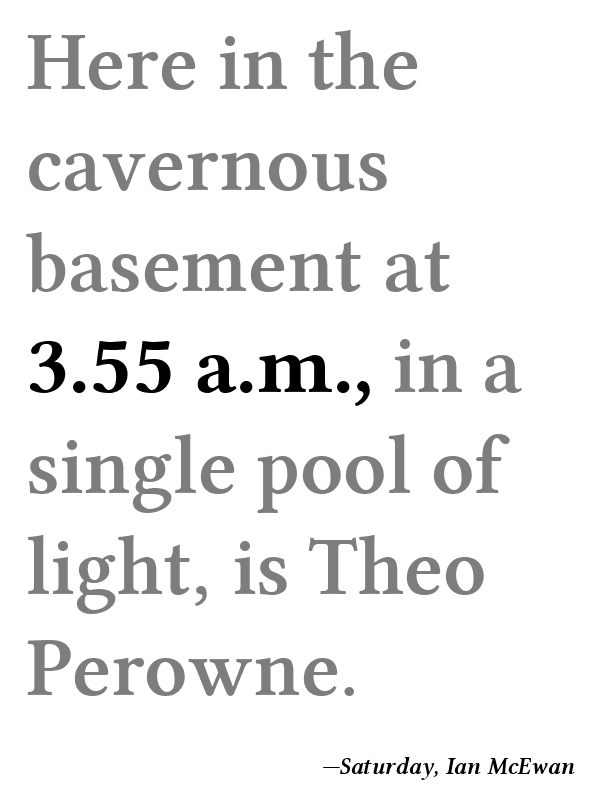 Here in the
cavernous
basement at
3.55 a.m., in a
single pool of
light, is Theo
Perowne.
—Saturday, Ian McEwan